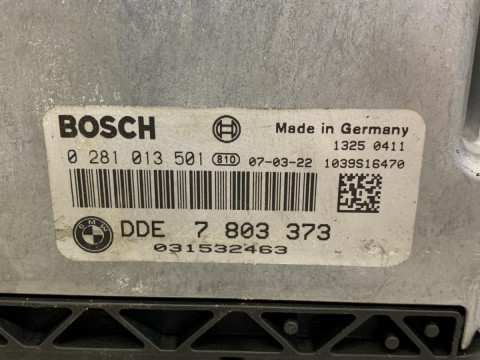 BOSCH
Made in Germany
1325 0411
0 281 013 501 810 07-03-22 1039S16470
BMW DDE 7 803 373
031532463